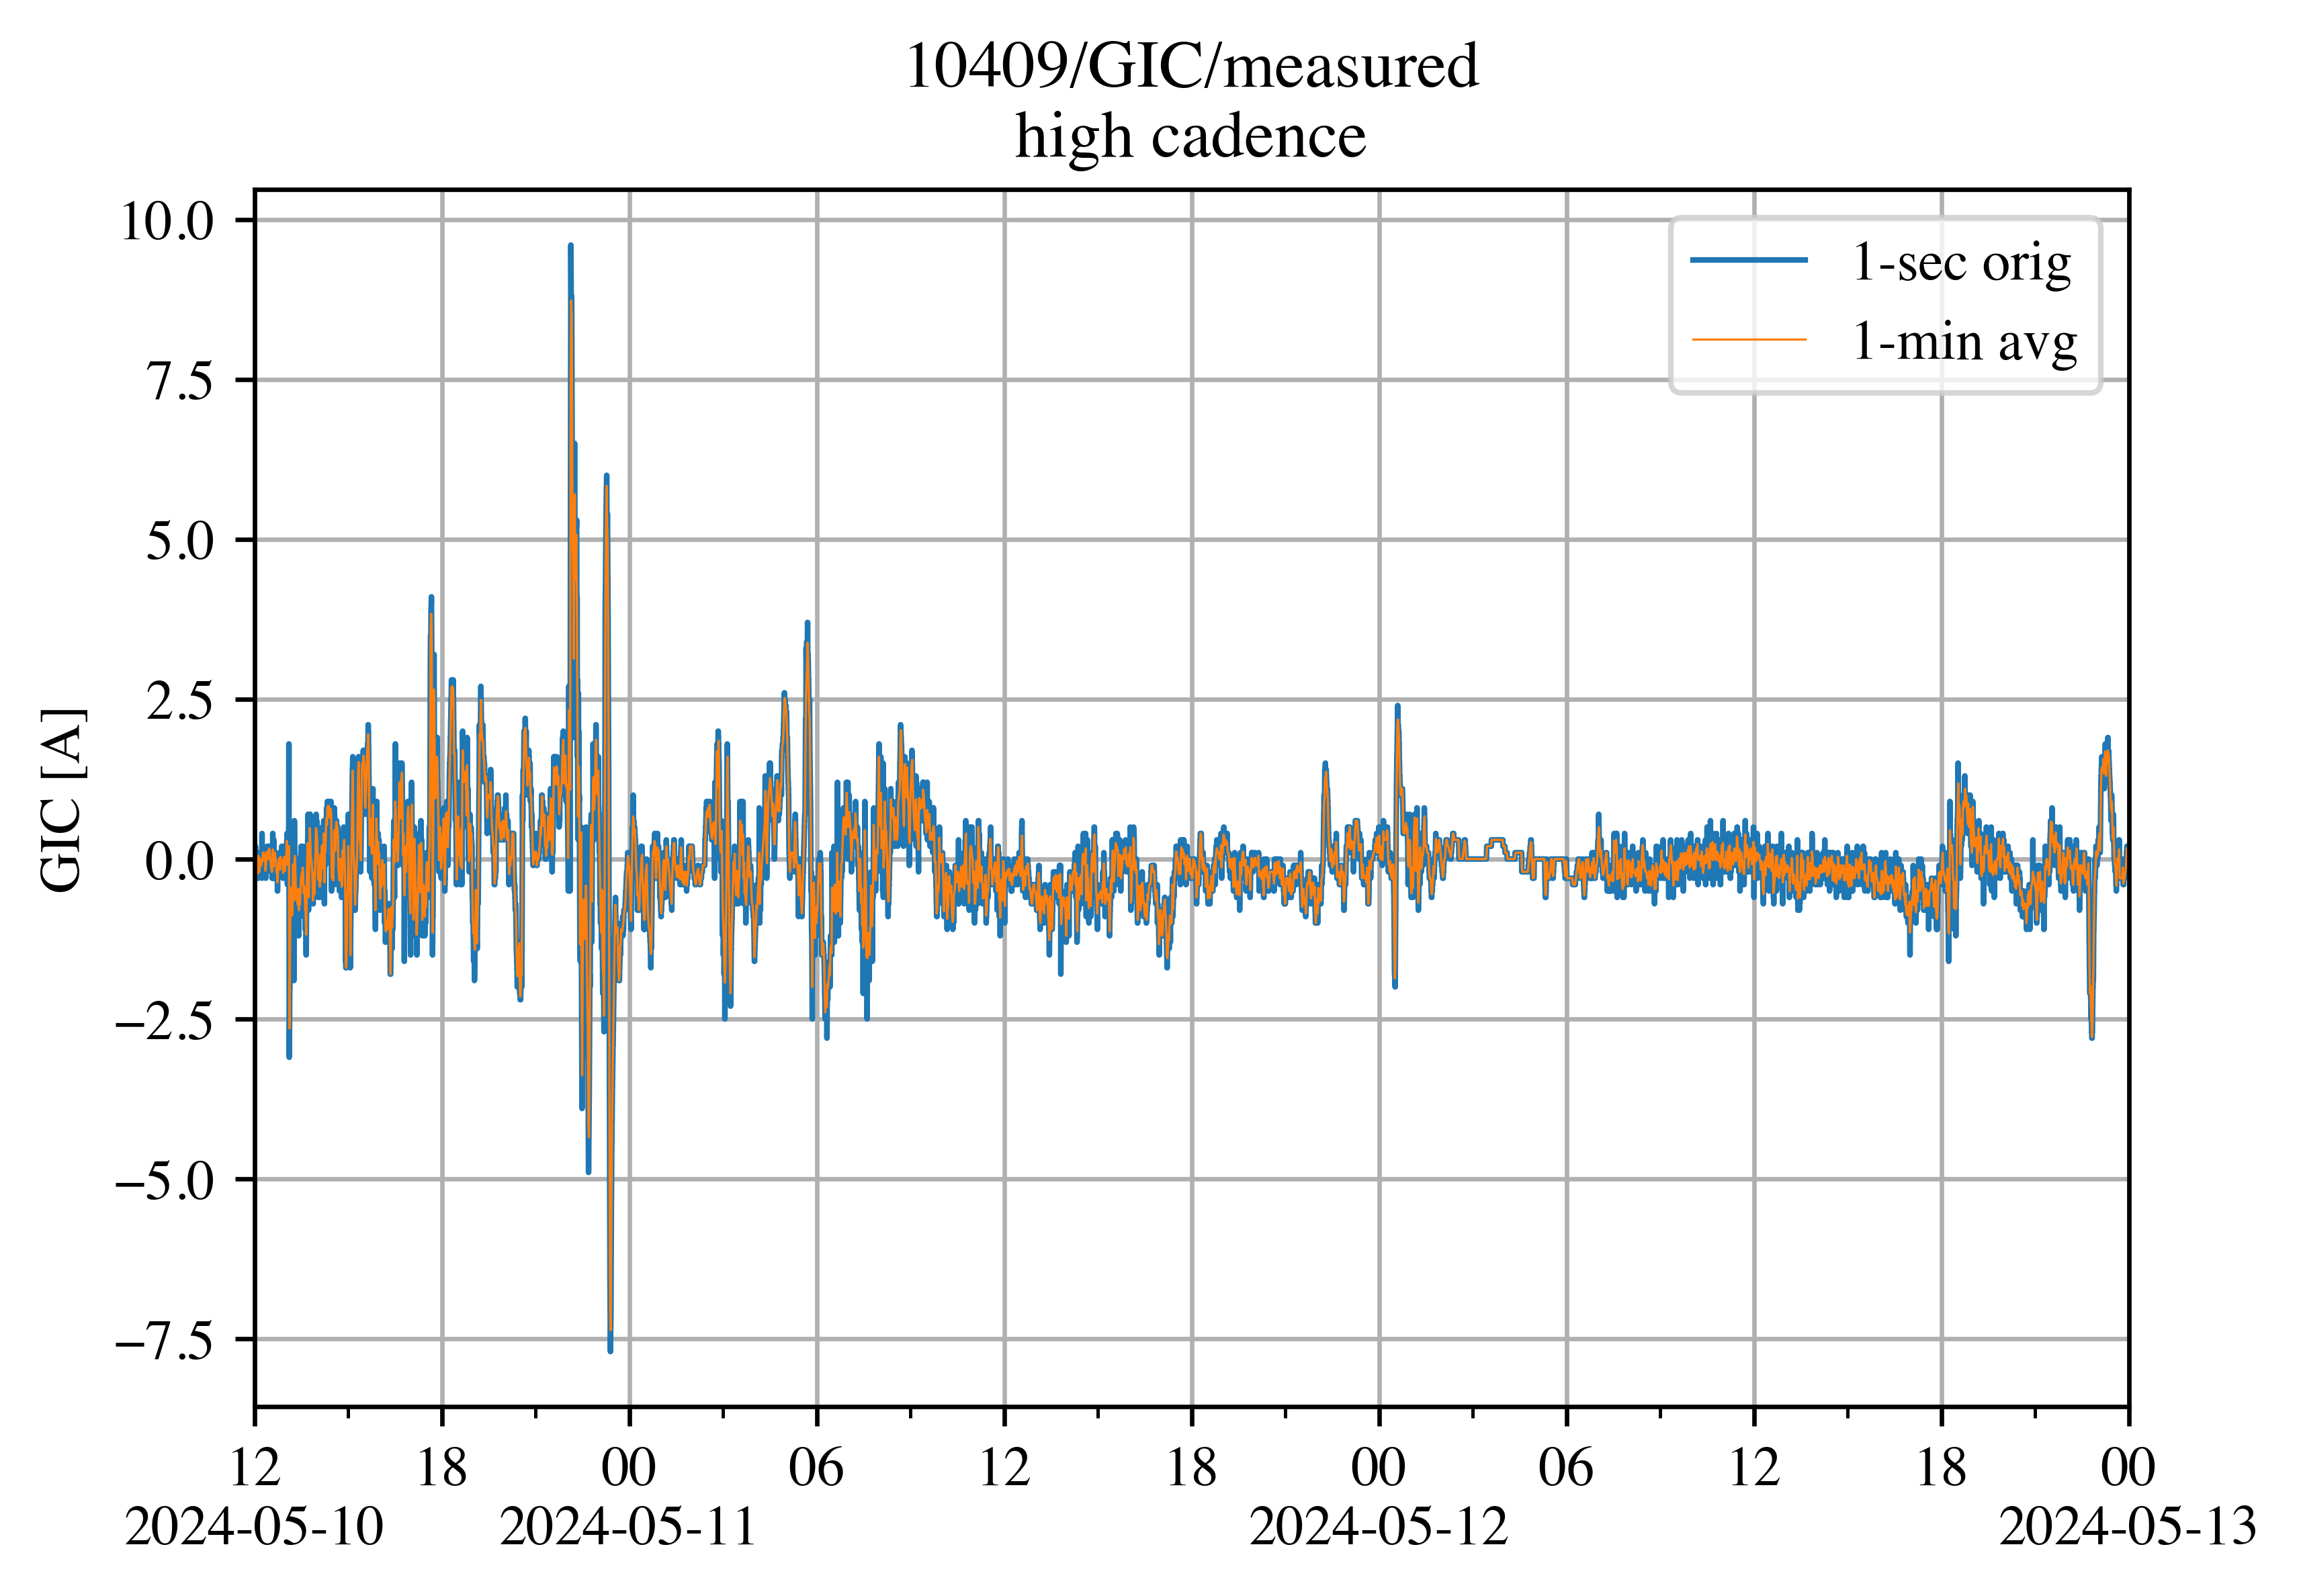 10409/GIC/measured
high cadence
10.0
7.5
5.0
2.5
0.0
−2.5
−5.0
−7.5
GIC [A]
1-sec orig
1-min avg
12 18 00 06 12 18 00 06 12 18 00
2024-05-10 2024-05-11 2024-05-12 2024-05-13